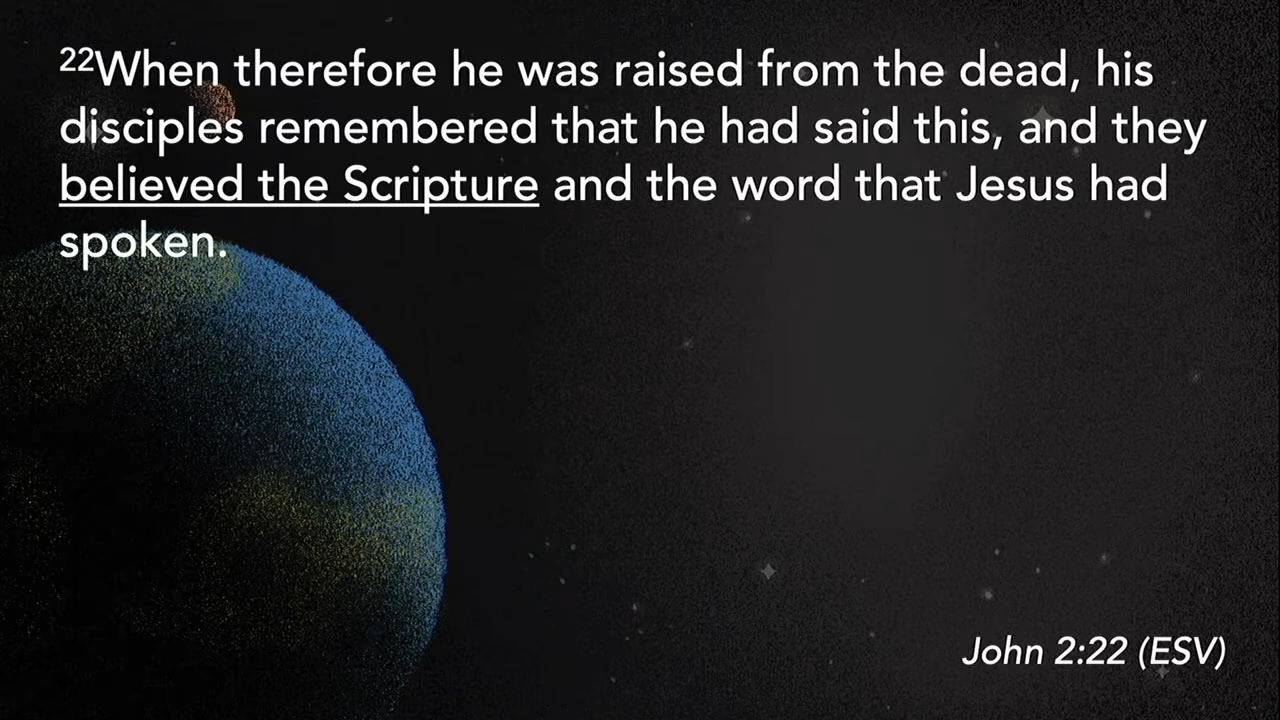 22When therefore he was raised from the dead, his
disciples remembered that he had said this, and they
believed the Scripture and the word that Jesus had
spoken.
John 2:22 (ESV)